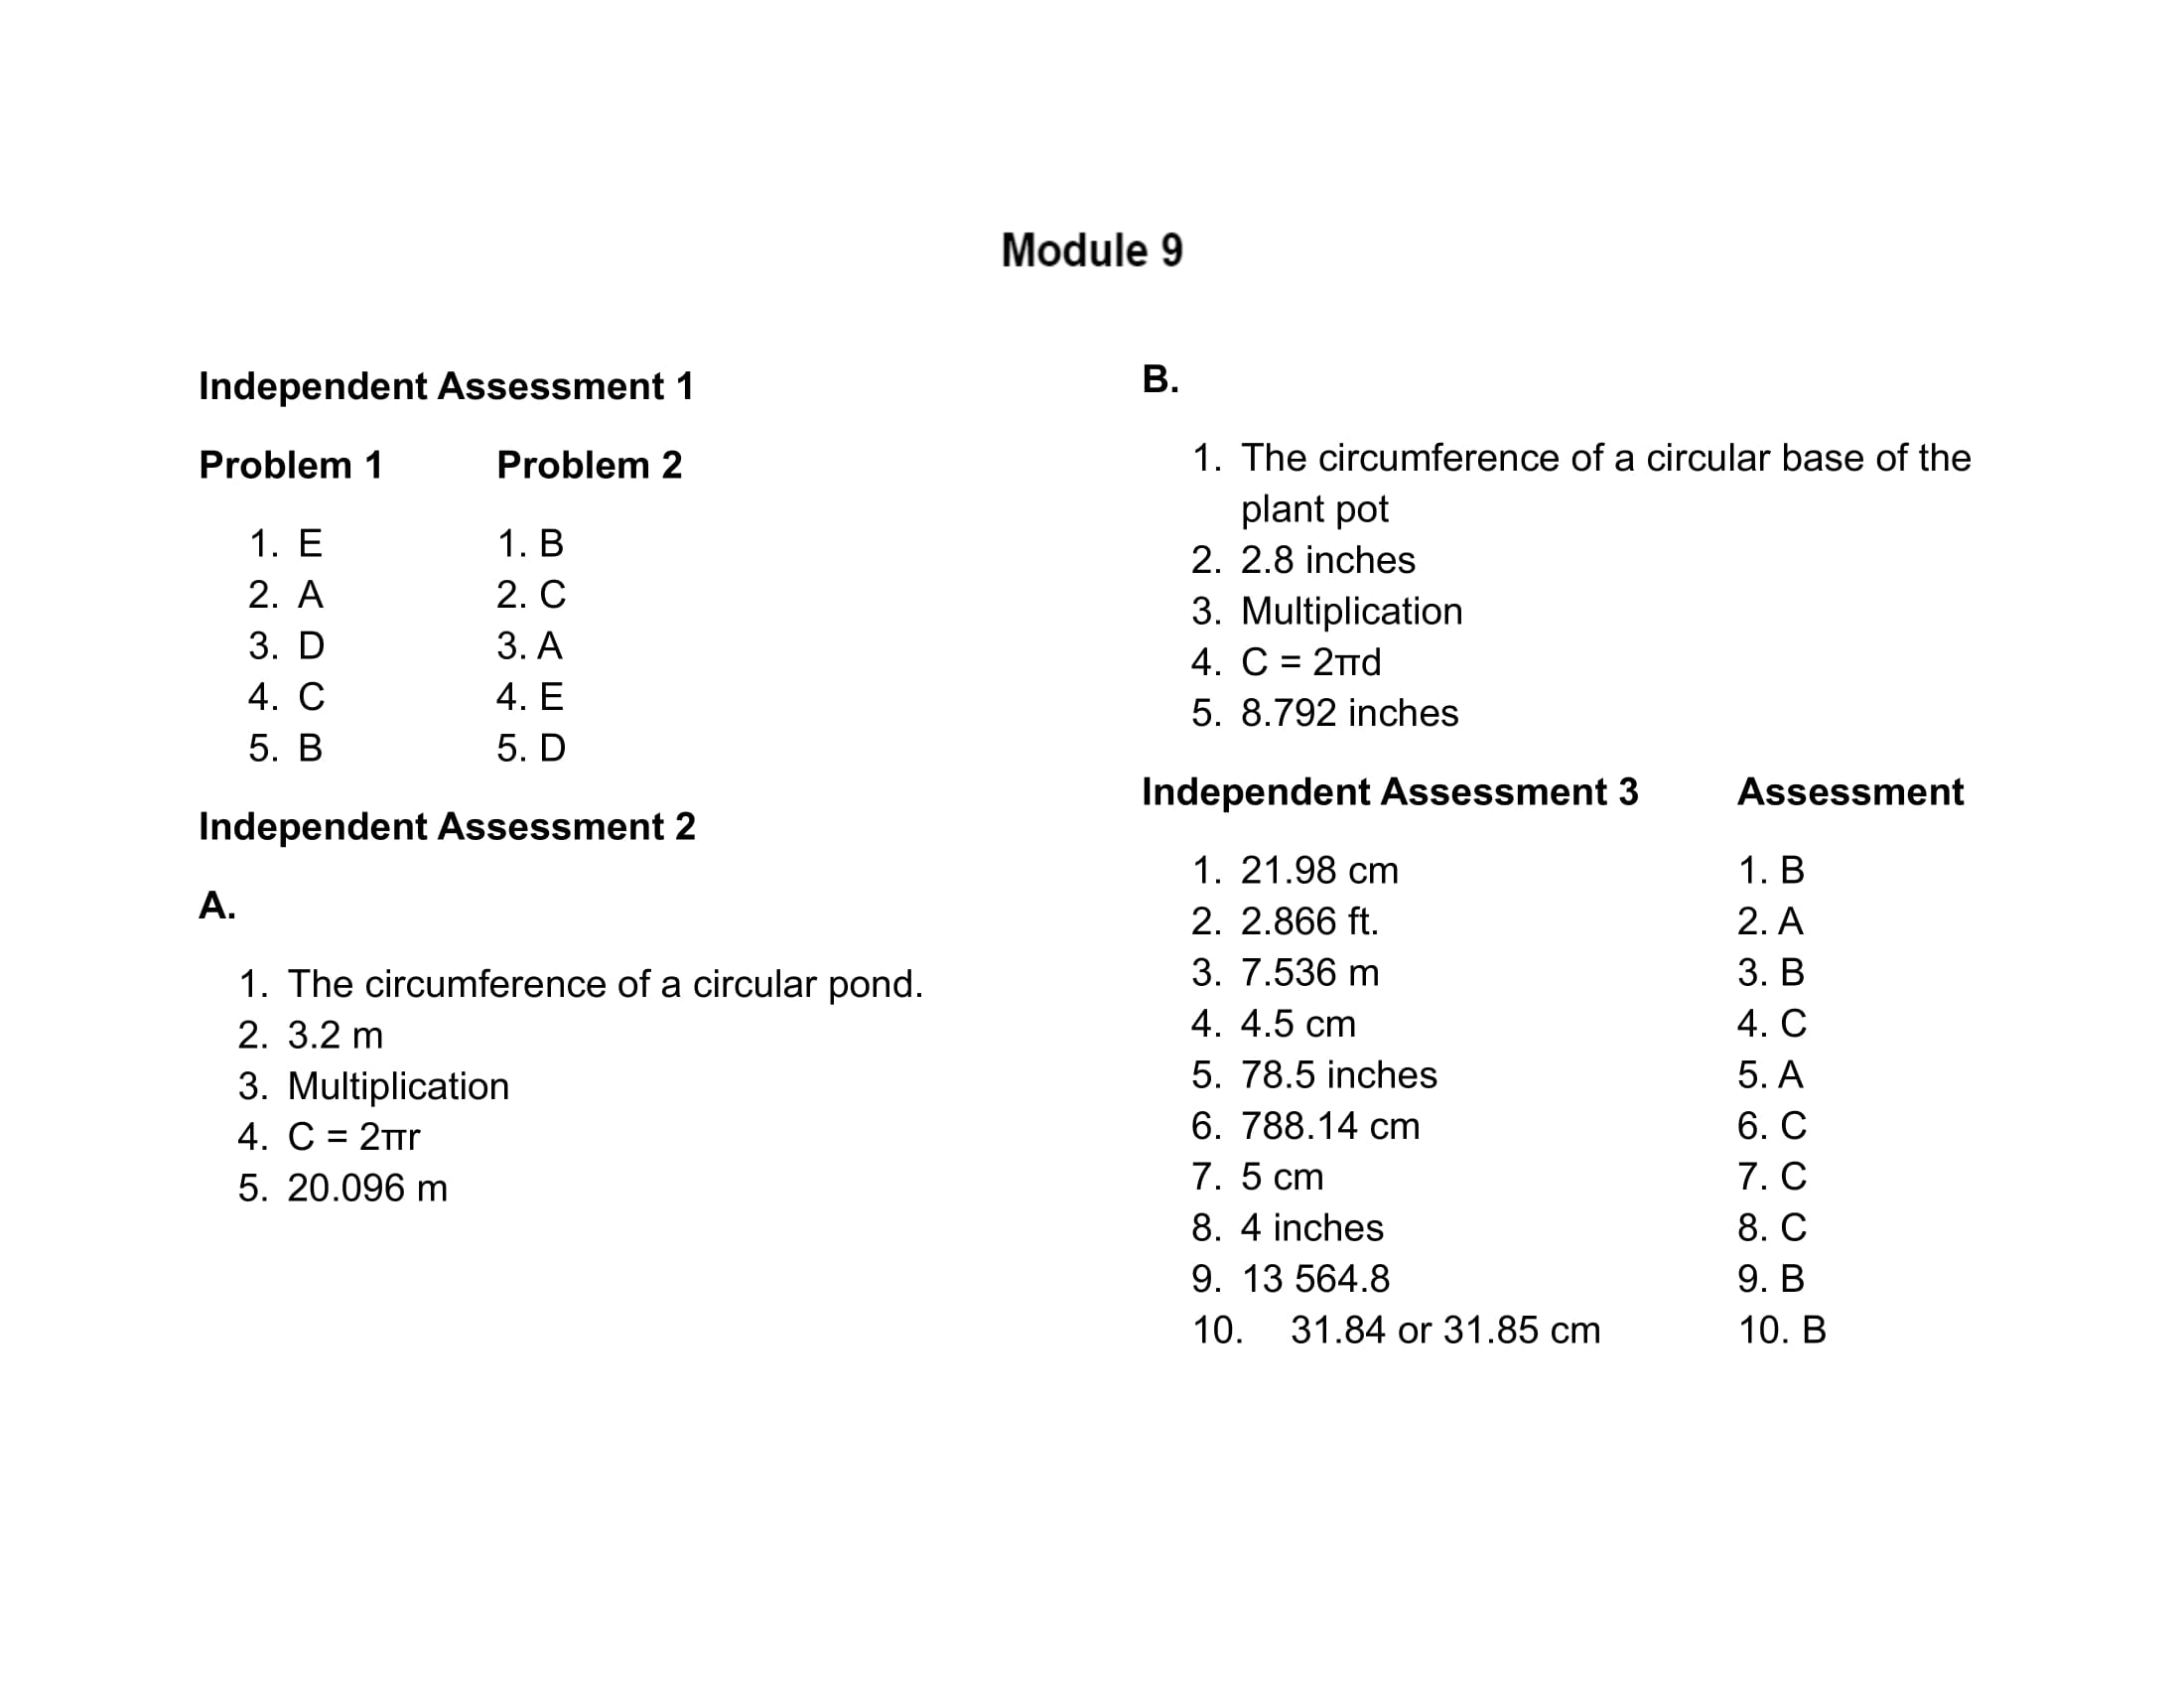 Module 9
Independent Assessment 1
Problem 1 Problem 2
1. E 1. B
2. A 2. C
3. D 3. A
4. C 4. E
5. B 5. D
Independent Assessment 2
A.
1. The circumference of a circular pond.
2. 3.2 m
3. Multiplication
4. C = 2πr
5. 20.096 m
B.
1. The circumference of a circular base of the
plant pot
2. 2.8 inches
3. Multiplication
4. C = 2πd
5. 8.792 inches
Independent Assessment 3 Assessment
1. 21.98 cm 1. B
2. 2.866 ft. 2. A
3. 7.536 m 3. B
4. 4.5 cm 4. C
5. 78.5 inches 5. A
6. 788.14 cm 6. C
7. 5 cm 7. C
8. 4 inches 8. C
9. 13 564.8 9. B
10. 31.84 or 31.85 cm 10. B